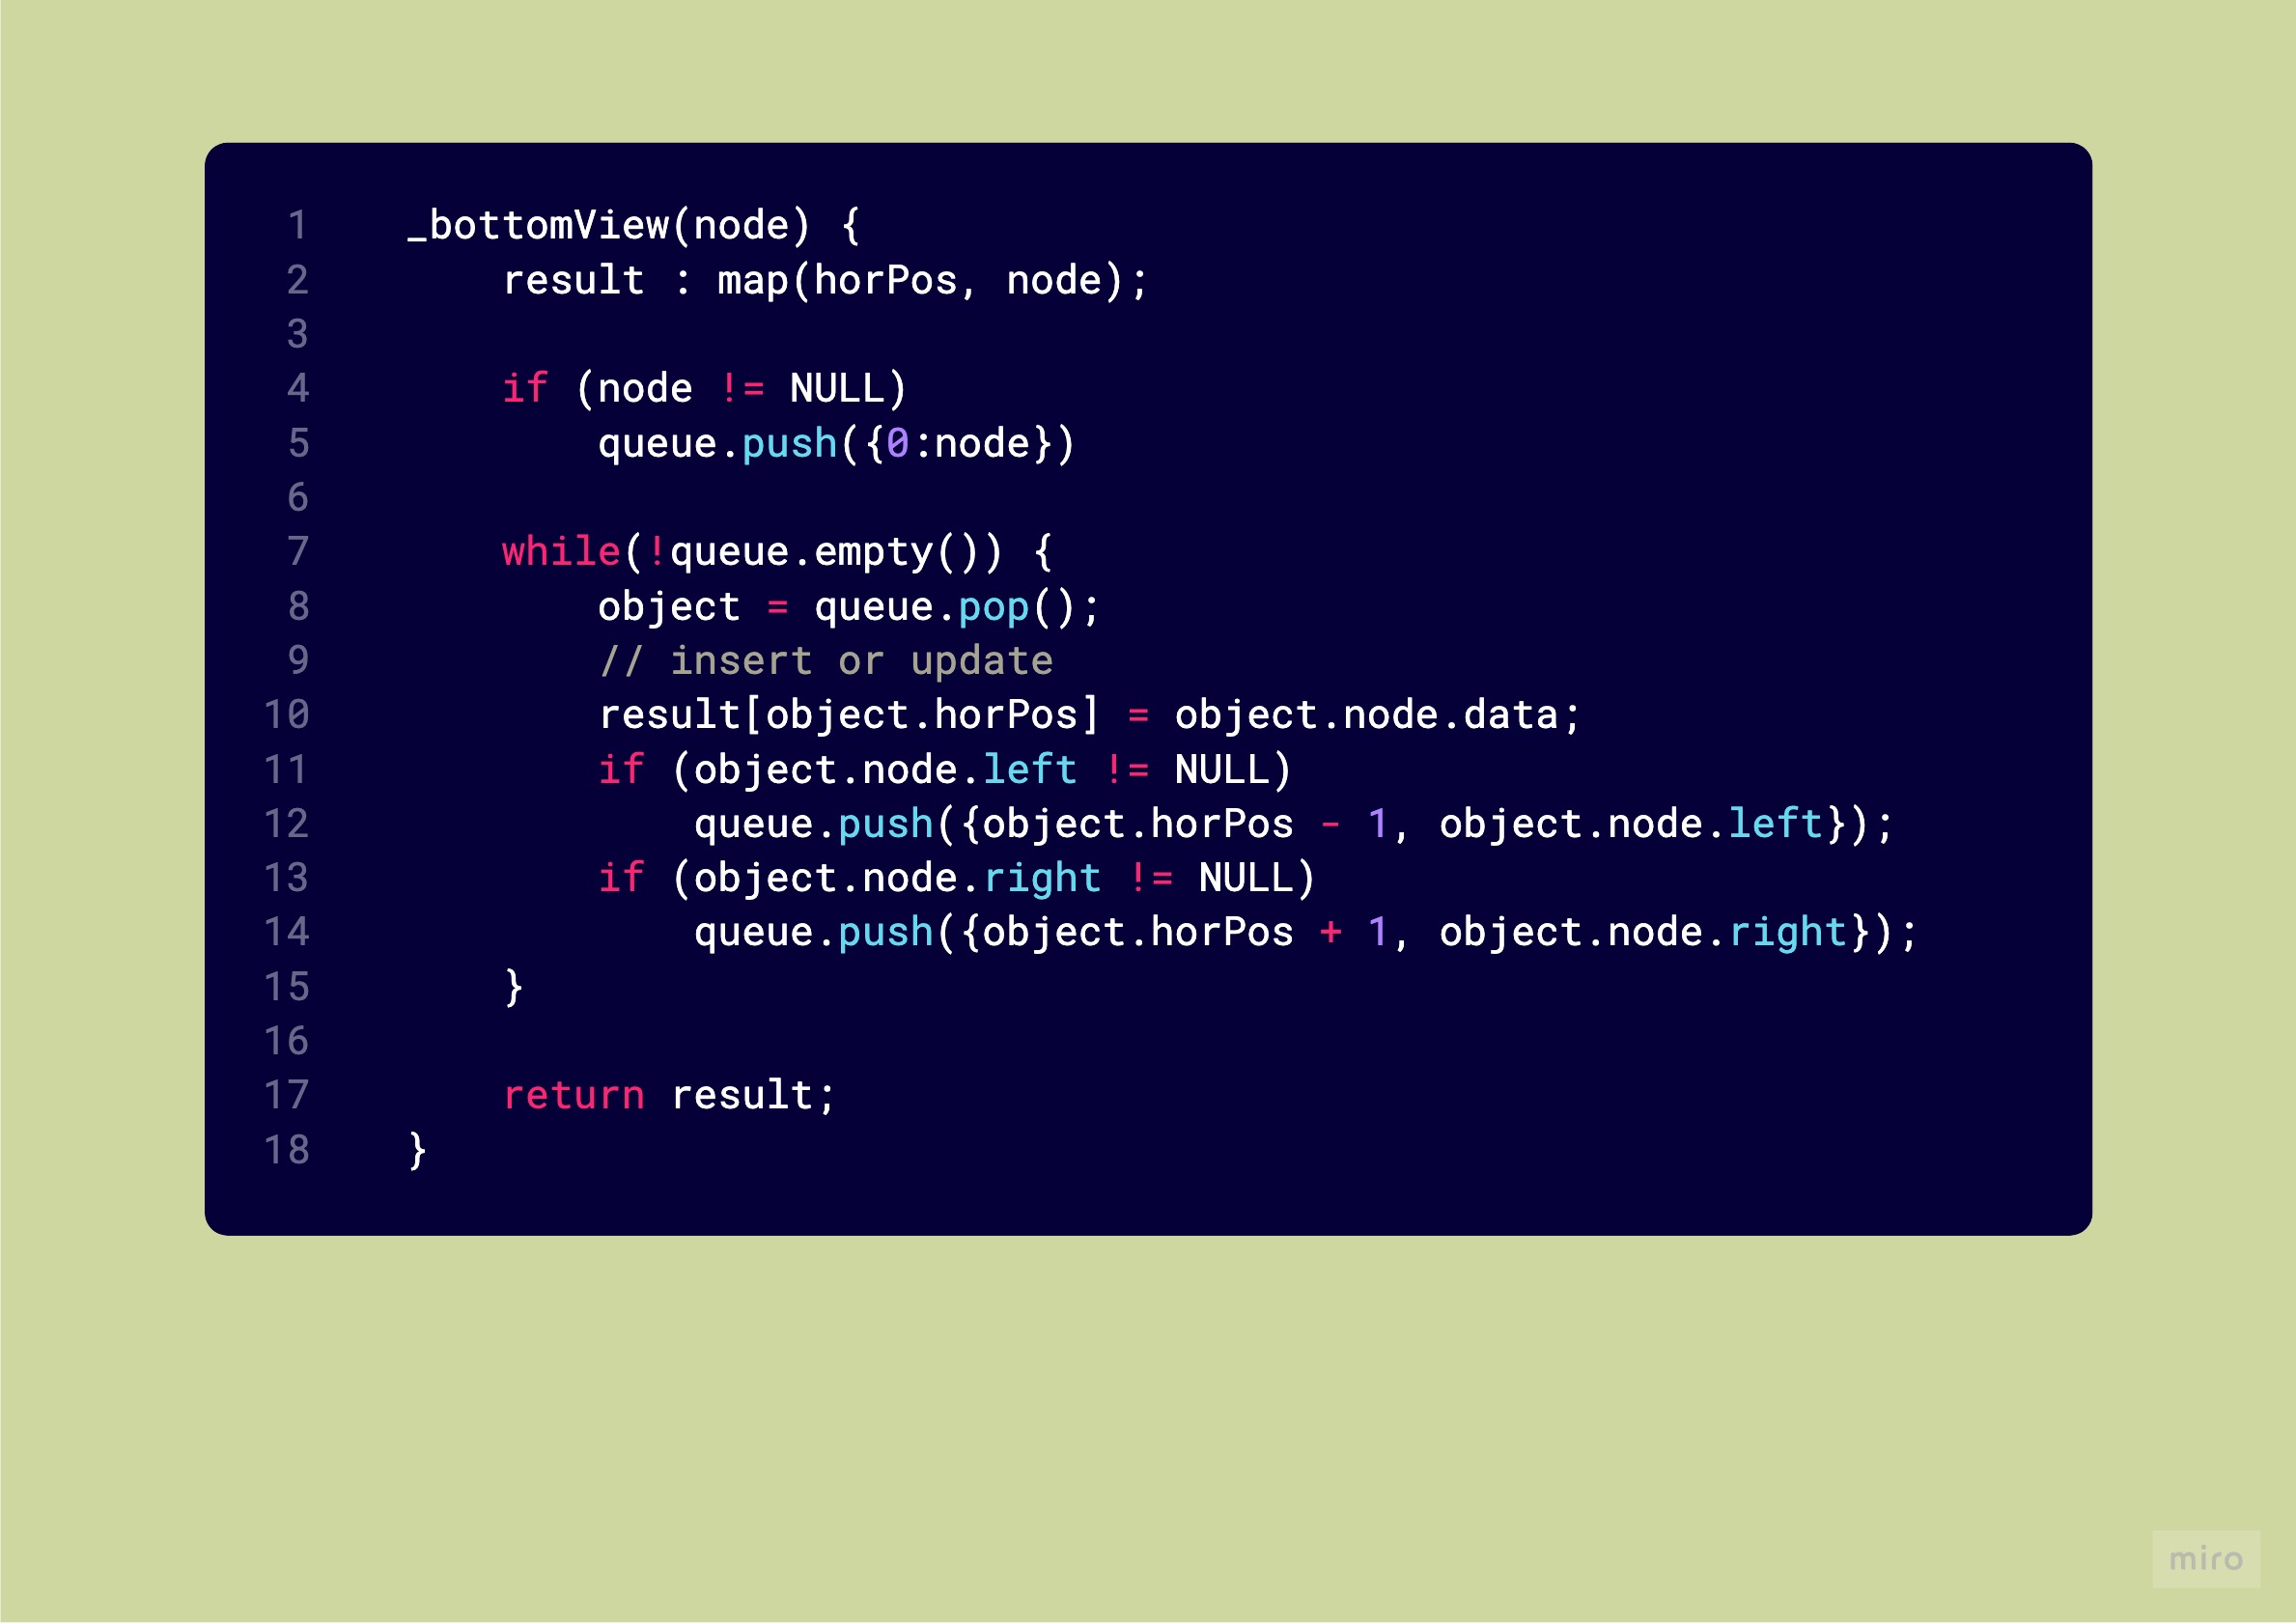 1 _bottomView(node) {
2 result : map(horPos, node);
3
4 if (node != NULL)
5 queue.push({0:node})
6
7 while(!queue.empty()) {
8 object = queue.pop();
9 // insert or update
10 result[object.horPos] = object.node.data;
11 if (object.node.left != NULL)
12 queue.push({object.horPos - 1, object.node.left});
13 if (object.node.right != NULL)
14 queue.push({object.horPos + 1, object.node.right});
15 }
16
17 return result;
18 }
miro